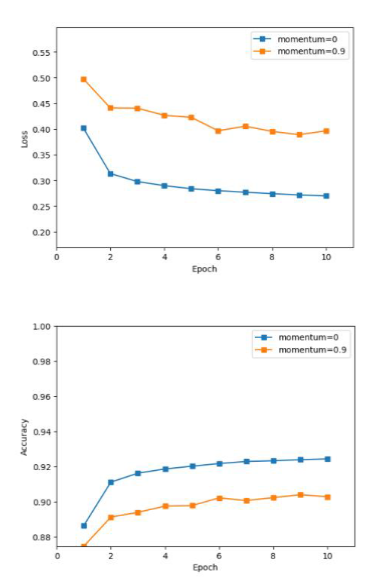 momentum=0
momentum=0.9
0.55
0.50
0.45
0.40
0.35
0.30
0.25
0.20
Loss
0 2 4 6 8 10
Epoch
momentum=0
momentum=0.9
1.00
0.98
0.96
0.94
0.92
0.90
0.88
Accuracy
0 2 4 6 8 10
Epoch